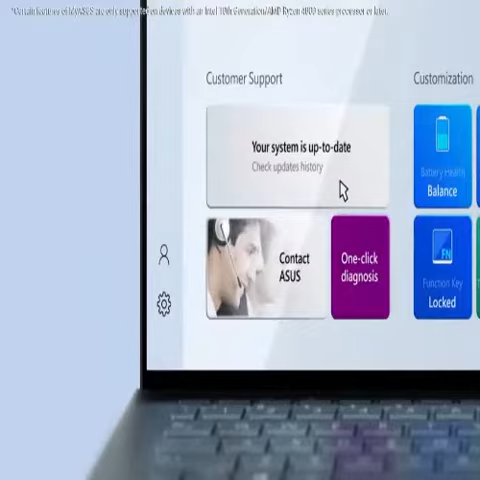 *Certain features of MyASUS are only supported on devices with an Intel 10th Generation/AMD Ryzen 4000 series processor or later.
Customer Support
Customization
Your system is up-to-date
Check updates history
Battery Health
Balance
Contact
ASUS
One-click
diagnosis
FN
Function Key
Locked